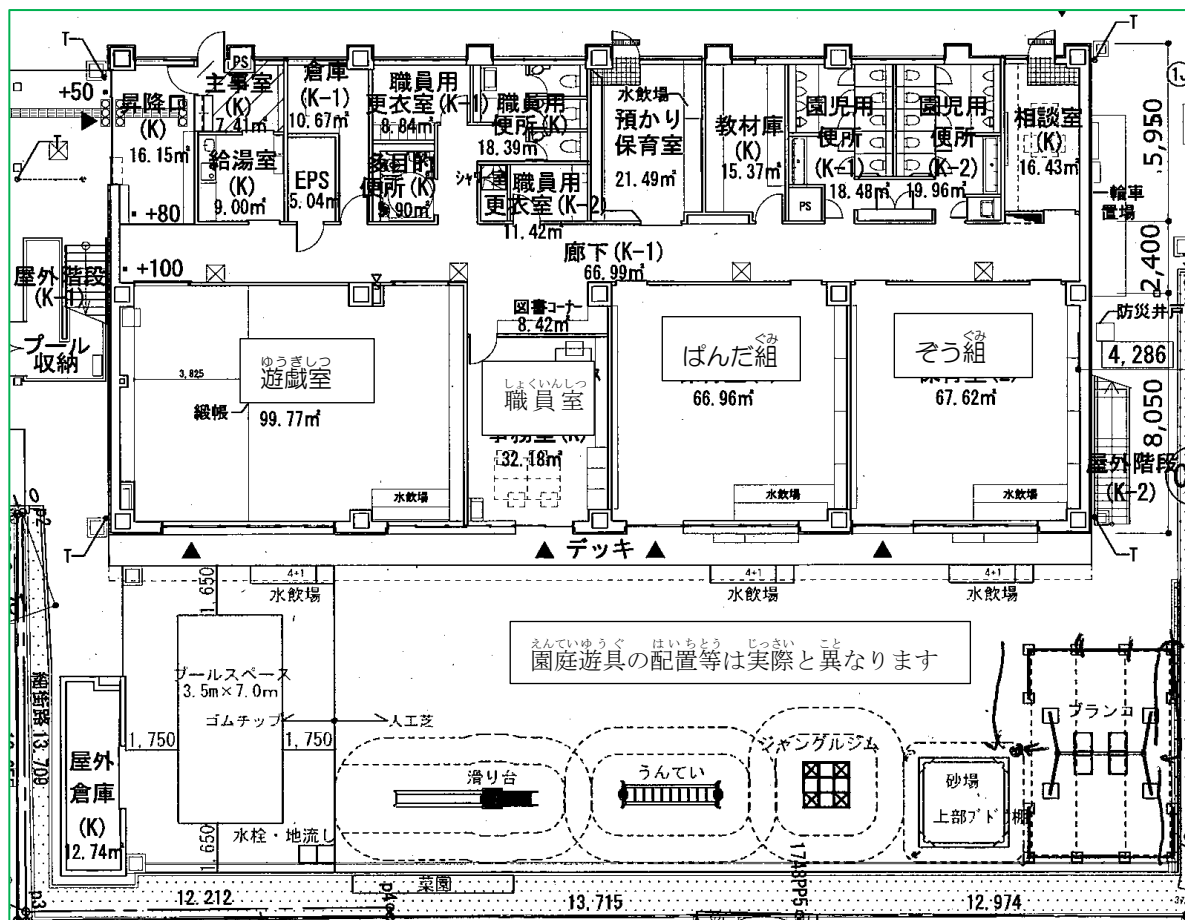 T
+50
昇降口
(K)
16.15㎡
+80
PS
主事室
(K)
7.41㎡
給湯室
(K)
9.00㎡
倉庫
(K-1)
10.67㎡
EPS
5.04㎡
職員用
更衣室(K-1)
8.84㎡
多目的
便所(K)
職員用
便所(K)
18.39㎡
職員用
更衣室(K-2)
11.42㎡
水飲場
預かり
保育室
21.49㎡
教材庫
(K)
15.37㎡
園児用
便所
(K-1)
18.48㎡
PS
園児用
便所
(K-2)
19.96㎡
相談室
(K)
16.43㎡
T
5,950
一輪車
置場
2,400
T
+100
廊下(K-1)
66.99㎡
屋外階段
(K-1)
プール
収納
図書コーナー
8.42㎡
防災井戸
4,286
8,050
ゆうぎしつ
遊戯室
3,825
緞帳
99.77㎡
水飲場
しょくいんしつ
職員室
事務室(K)
32.18㎡
ぐみ
ぱんだ組
66.96㎡
水飲場
ぐみ
ぞう組
67.62㎡
水飲場
屋外階段
(K-2)
T
T
デッキ
4+1
水飲場
4+1
水飲場
4+1
水飲場
1,650
えんていゆうぐ はいちとう じっさい こと
園庭遊具の配置等は実際と異なります
プールスペース
3.5m×7.0m
ゴムチップ
人工芝
1,750
1,750
屋外
倉庫
(K)
12.74㎡
滑り台
うんてい
ジャングルジム
砂場
ブランコ
水栓・地流し
1,650
菜園
12.212
13.715
12.974
p2
p3